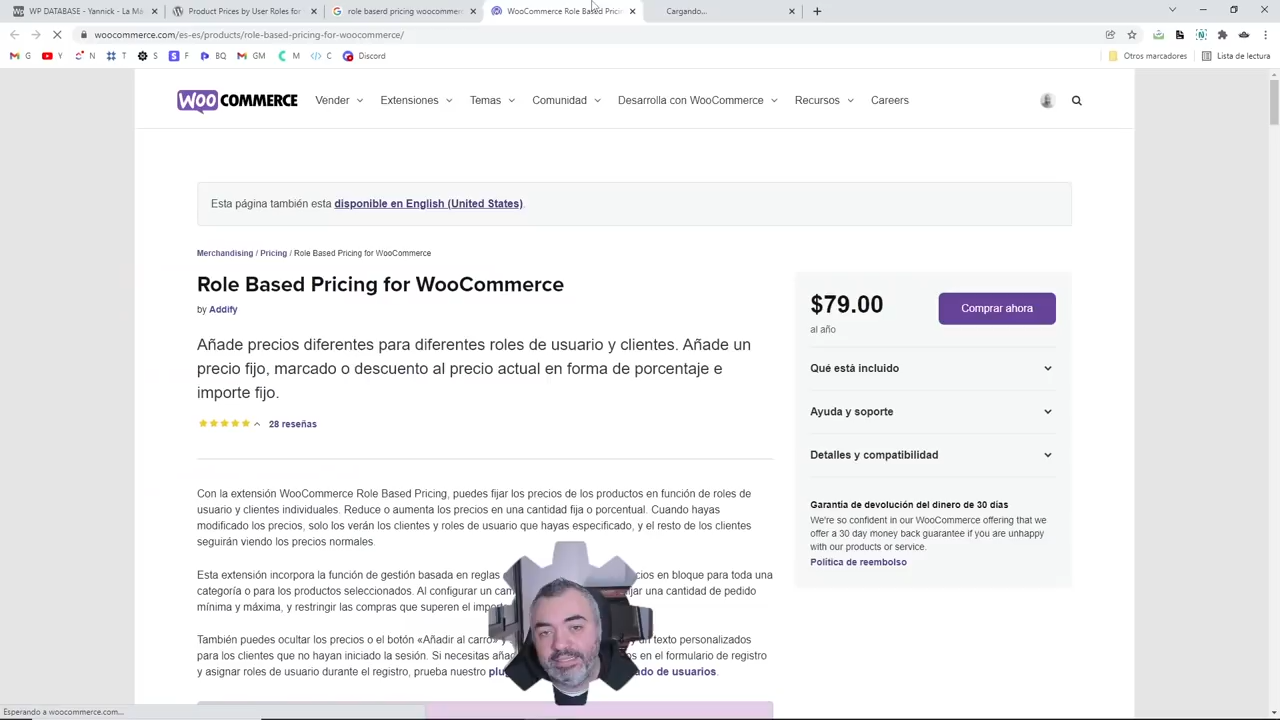 WP DATABASE - Yannick - La Má
Product Prices by User Roles for
role baserd pricing woocommer
WooCommerce Role Based Pricin
Cargando...
woocommerce.com/es-es/products/role-based-pricing-for-woocommerce/
G Y N T S F BQ GM M C Discord Otros marcadores Lista de lectura
WOO COMMERCE Vender Extensiones Temas Comunidad Desarrolla con WooCommerce Recursos Careers
Esta página también esta disponible en English (United States).
Merchandising / Pricing / Role Based Pricing for WooCommerce
Role Based Pricing for WooCommerce
by Addify
Añade precios diferentes para diferentes roles de usuario y clientes. Añade un
precio fijo, marcado o descuento al precio actual en forma de porcentaje e
importe fijo.
28 reseñas
Con la extensión WooCommerce Role Based Pricing, puedes fijar los precios de los productos en función de roles de
usuario y clientes individuales. Reduce o aumenta los precios en una cantidad fija o porcentual. Cuando hayas
modificado los precios, solo los verán los clientes y roles de usuario que hayas especificado, y el resto de los clientes
seguirán viendo los precios normales.
Esta extensión incorpora la función de gestión basada en reglas cios en bloque para toda una
categoría o para los productos seleccionados. Al configurar un cam jar una cantidad de pedido
mínima y máxima, y restringir las compras que superen el import
También puedes ocultar los precios o el botón «Añadir al carro» y un texto personalizados
para los clientes que no hayan iniciado la sesión. Si necesitas aña os en el formulario de registro
y asignar roles de usuario durante el registro, prueba nuestro plug ado de usuarios.
$79.00
Comprar ahora
al año
Qué está incluido
Ayuda y soporte
Detalles y compatibilidad
Garantía de devolución del dinero de 30 días
We're so confident in our WooCommerce offering that we
offer a 30 day money back guarantee if you are unhappy
with our products or service.
Política de reembolso
Esperando a woocommerce.com...